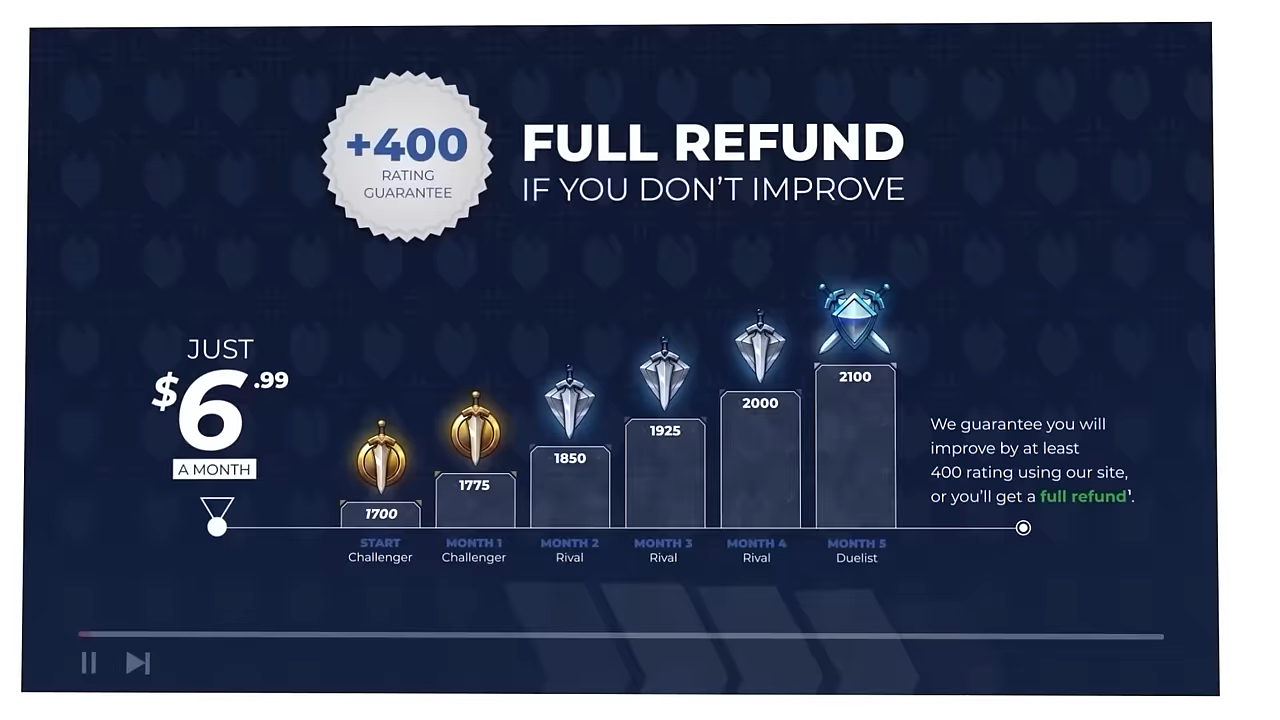 +400
RATING
GUARANTEE
FULL REFUND
IF YOU DON'T IMPROVE
JUST
$6.99
A MONTH
1700
1775
1850
1925
2000
2100
START
Challenger
MONTH 1
Challenger
MONTH 2
Rival
MONTH 3
Rival
MONTH 4
Rival
MONTH 5
Duelist
We guarantee you will
improve by at least
400 rating using our site,
or you'll get a full refund¹.